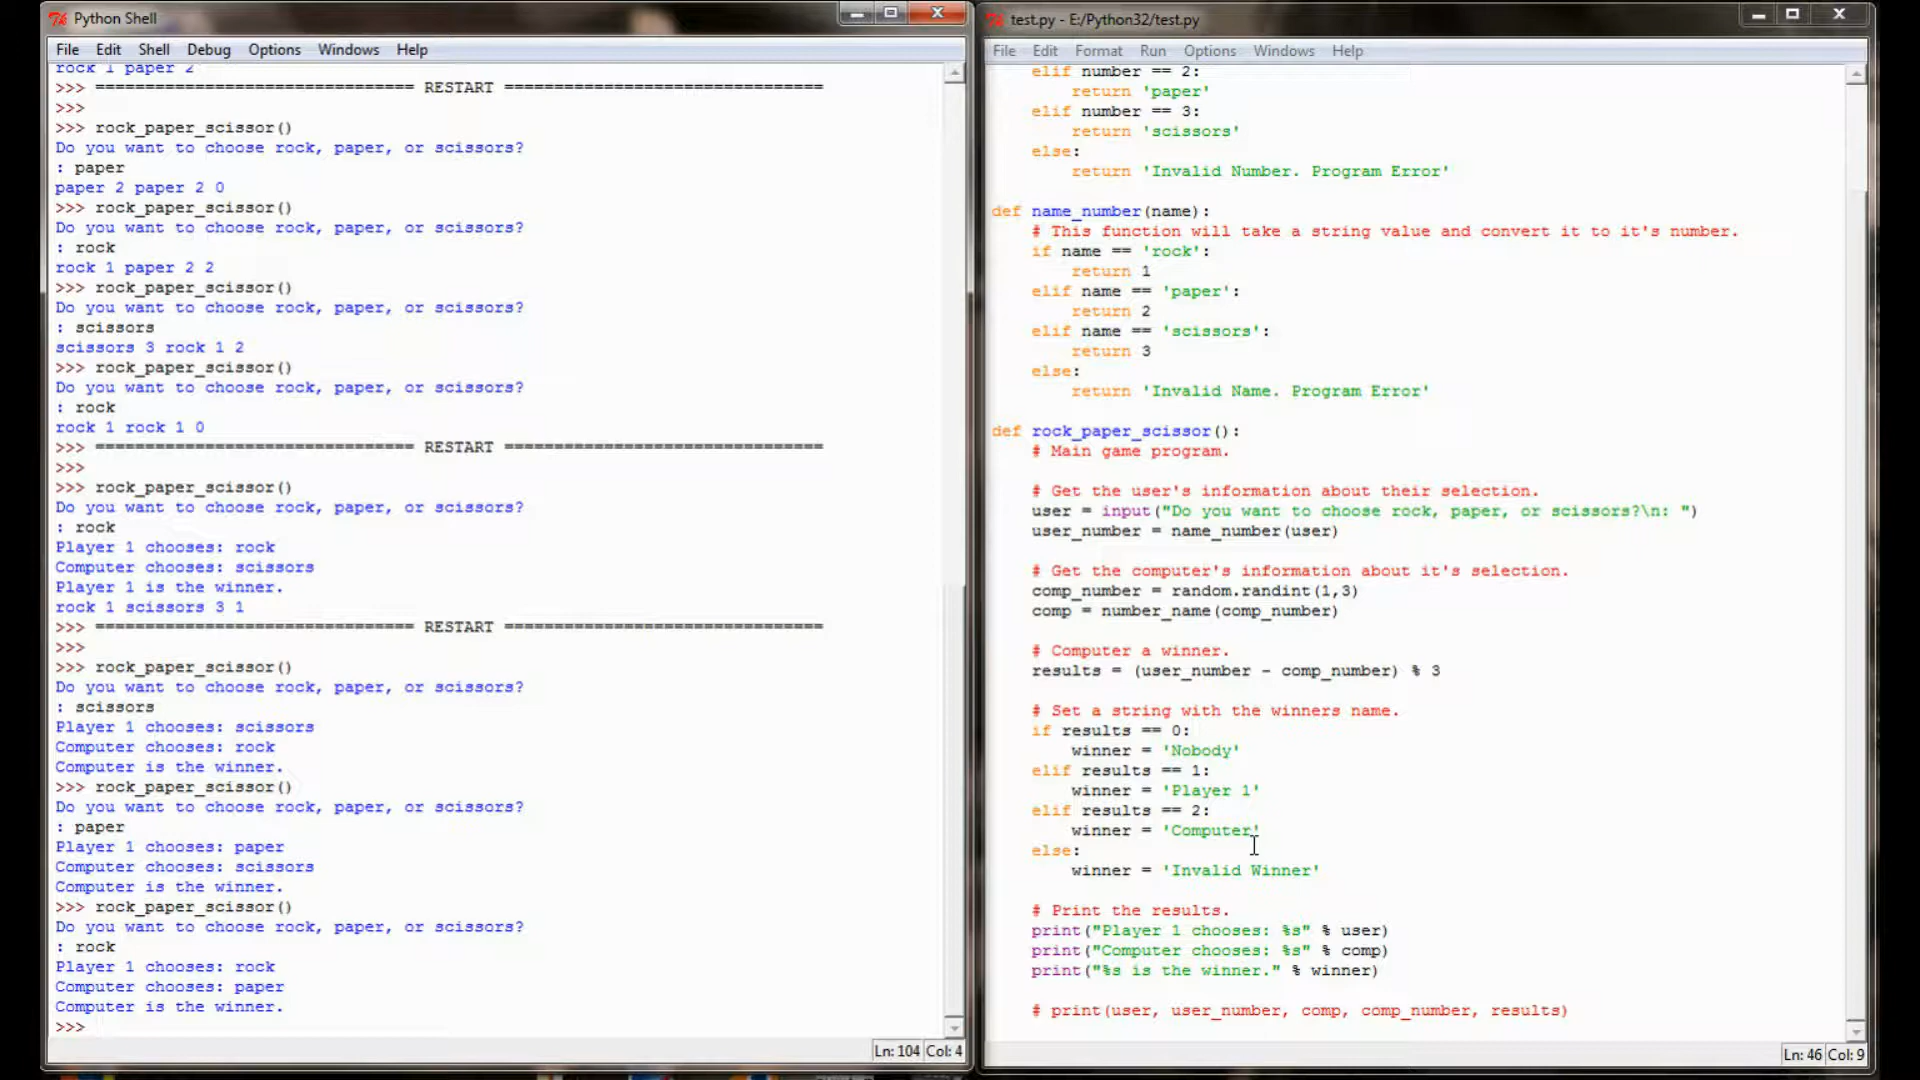 Python Shell
File Edit Shell Debug Options Windows Help
rock 1 paper 2
>>> ================================ RESTART ================================
>>>
>>> rock_paper_scissor()
Do you want to choose rock, paper, or scissors?
: paper
paper 2 paper 2 0
>>> rock_paper_scissor()
Do you want to choose rock, paper, or scissors?
: rock
rock 1 paper 2 2
>>> rock_paper_scissor()
Do you want to choose rock, paper, or scissors?
: scissors
scissors 3 rock 1 2
>>> rock_paper_scissor()
Do you want to choose rock, paper, or scissors?
: rock
rock 1 rock 1 0
>>> ================================ RESTART ================================
>>>
>>> rock_paper_scissor()
Do you want to choose rock, paper, or scissors?
: rock
Player 1 chooses: rock
Computer chooses: scissors
Player 1 is the winner.
rock 1 scissors 3 1
>>> ================================ RESTART ================================
>>>
>>> rock_paper_scissor()
Do you want to choose rock, paper, or scissors?
: scissors
Player 1 chooses: scissors
Computer chooses: rock
Computer is the winner.
>>> rock_paper_scissor()
Do you want to choose rock, paper, or scissors?
: paper
Player 1 chooses: paper
Computer chooses: scissors
Computer is the winner.
>>> rock_paper_scissor()
Do you want to choose rock, paper, or scissors?
: rock
Player 1 chooses: rock
Computer chooses: paper
Computer is the winner.
>>>
Ln: 104 Col: 4
test.py - E:/Python32/test.py
File Edit Format Run Options Windows Help
    elif number == 2:
        return 'paper'
    elif number == 3:
        return 'scissors'
    else:
        return 'Invalid Number. Program Error'
def name_number(name):
    # This function will take a string value and convert it to it's number.
    if name == 'rock':
        return 1
    elif name == 'paper':
        return 2
    elif name == 'scissors':
        return 3
    else:
        return 'Invalid Name. Program Error'
def rock_paper_scissor():
    # Main game program.
    # Get the user's information about their selection.
    user = input("Do you want to choose rock, paper, or scissors?\n: ")
    user_number = name_number(user)
    # Get the computer's information about it's selection.
    comp_number = random.randint(1,3)
    comp = number_name(comp_number)
    # Computer a winner.
    results = (user_number - comp_number) % 3
    # Set a string with the winners name.
    if results == 0:
        winner = 'Nobody'
    elif results == 1:
        winner = 'Player 1'
    elif results == 2:
        winner = 'Computer'
    else:
        winner = 'Invalid Winner'
    # Print the results.
    print("Player 1 chooses: %s" % user)
    print("Computer chooses: %s" % comp)
    print("%s is the winner." % winner)
    # print(user, user_number, comp, comp_number, results)
Ln: 46 Col: 9